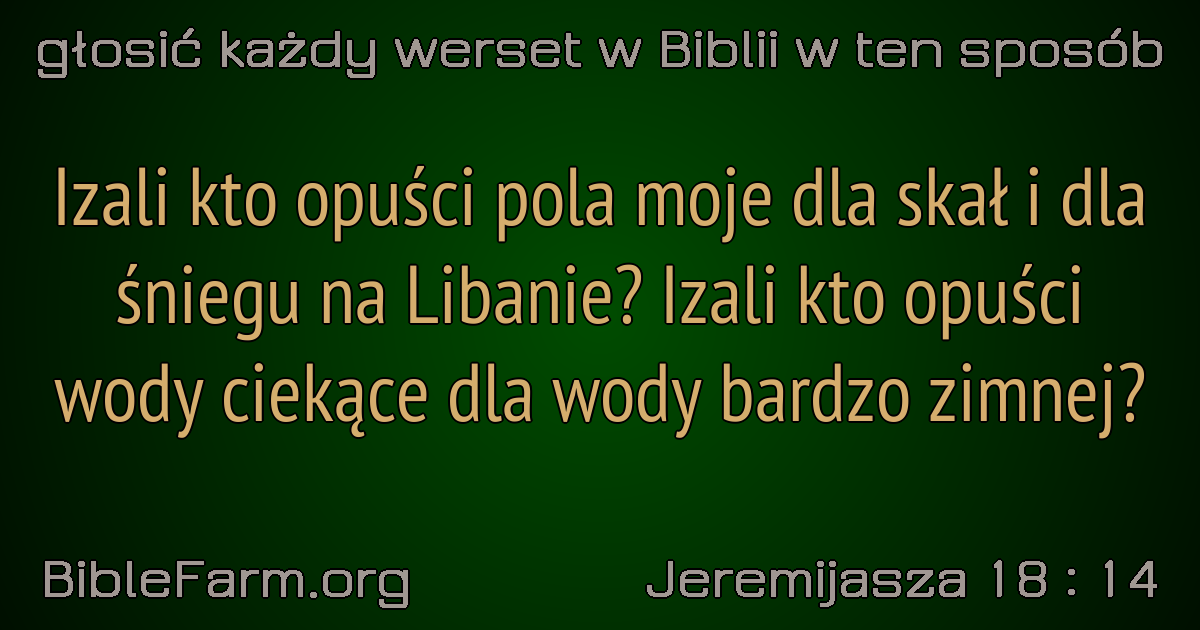 głosić każdy werset w Biblii w ten sposób
Izali kto opuści pola moje dla skał i dla
śniegu na Libanie? Izali kto opuści
wody ciekące dla wody bardzo zimnej?
BibleFarm.org
Jeremijasza 18 : 14